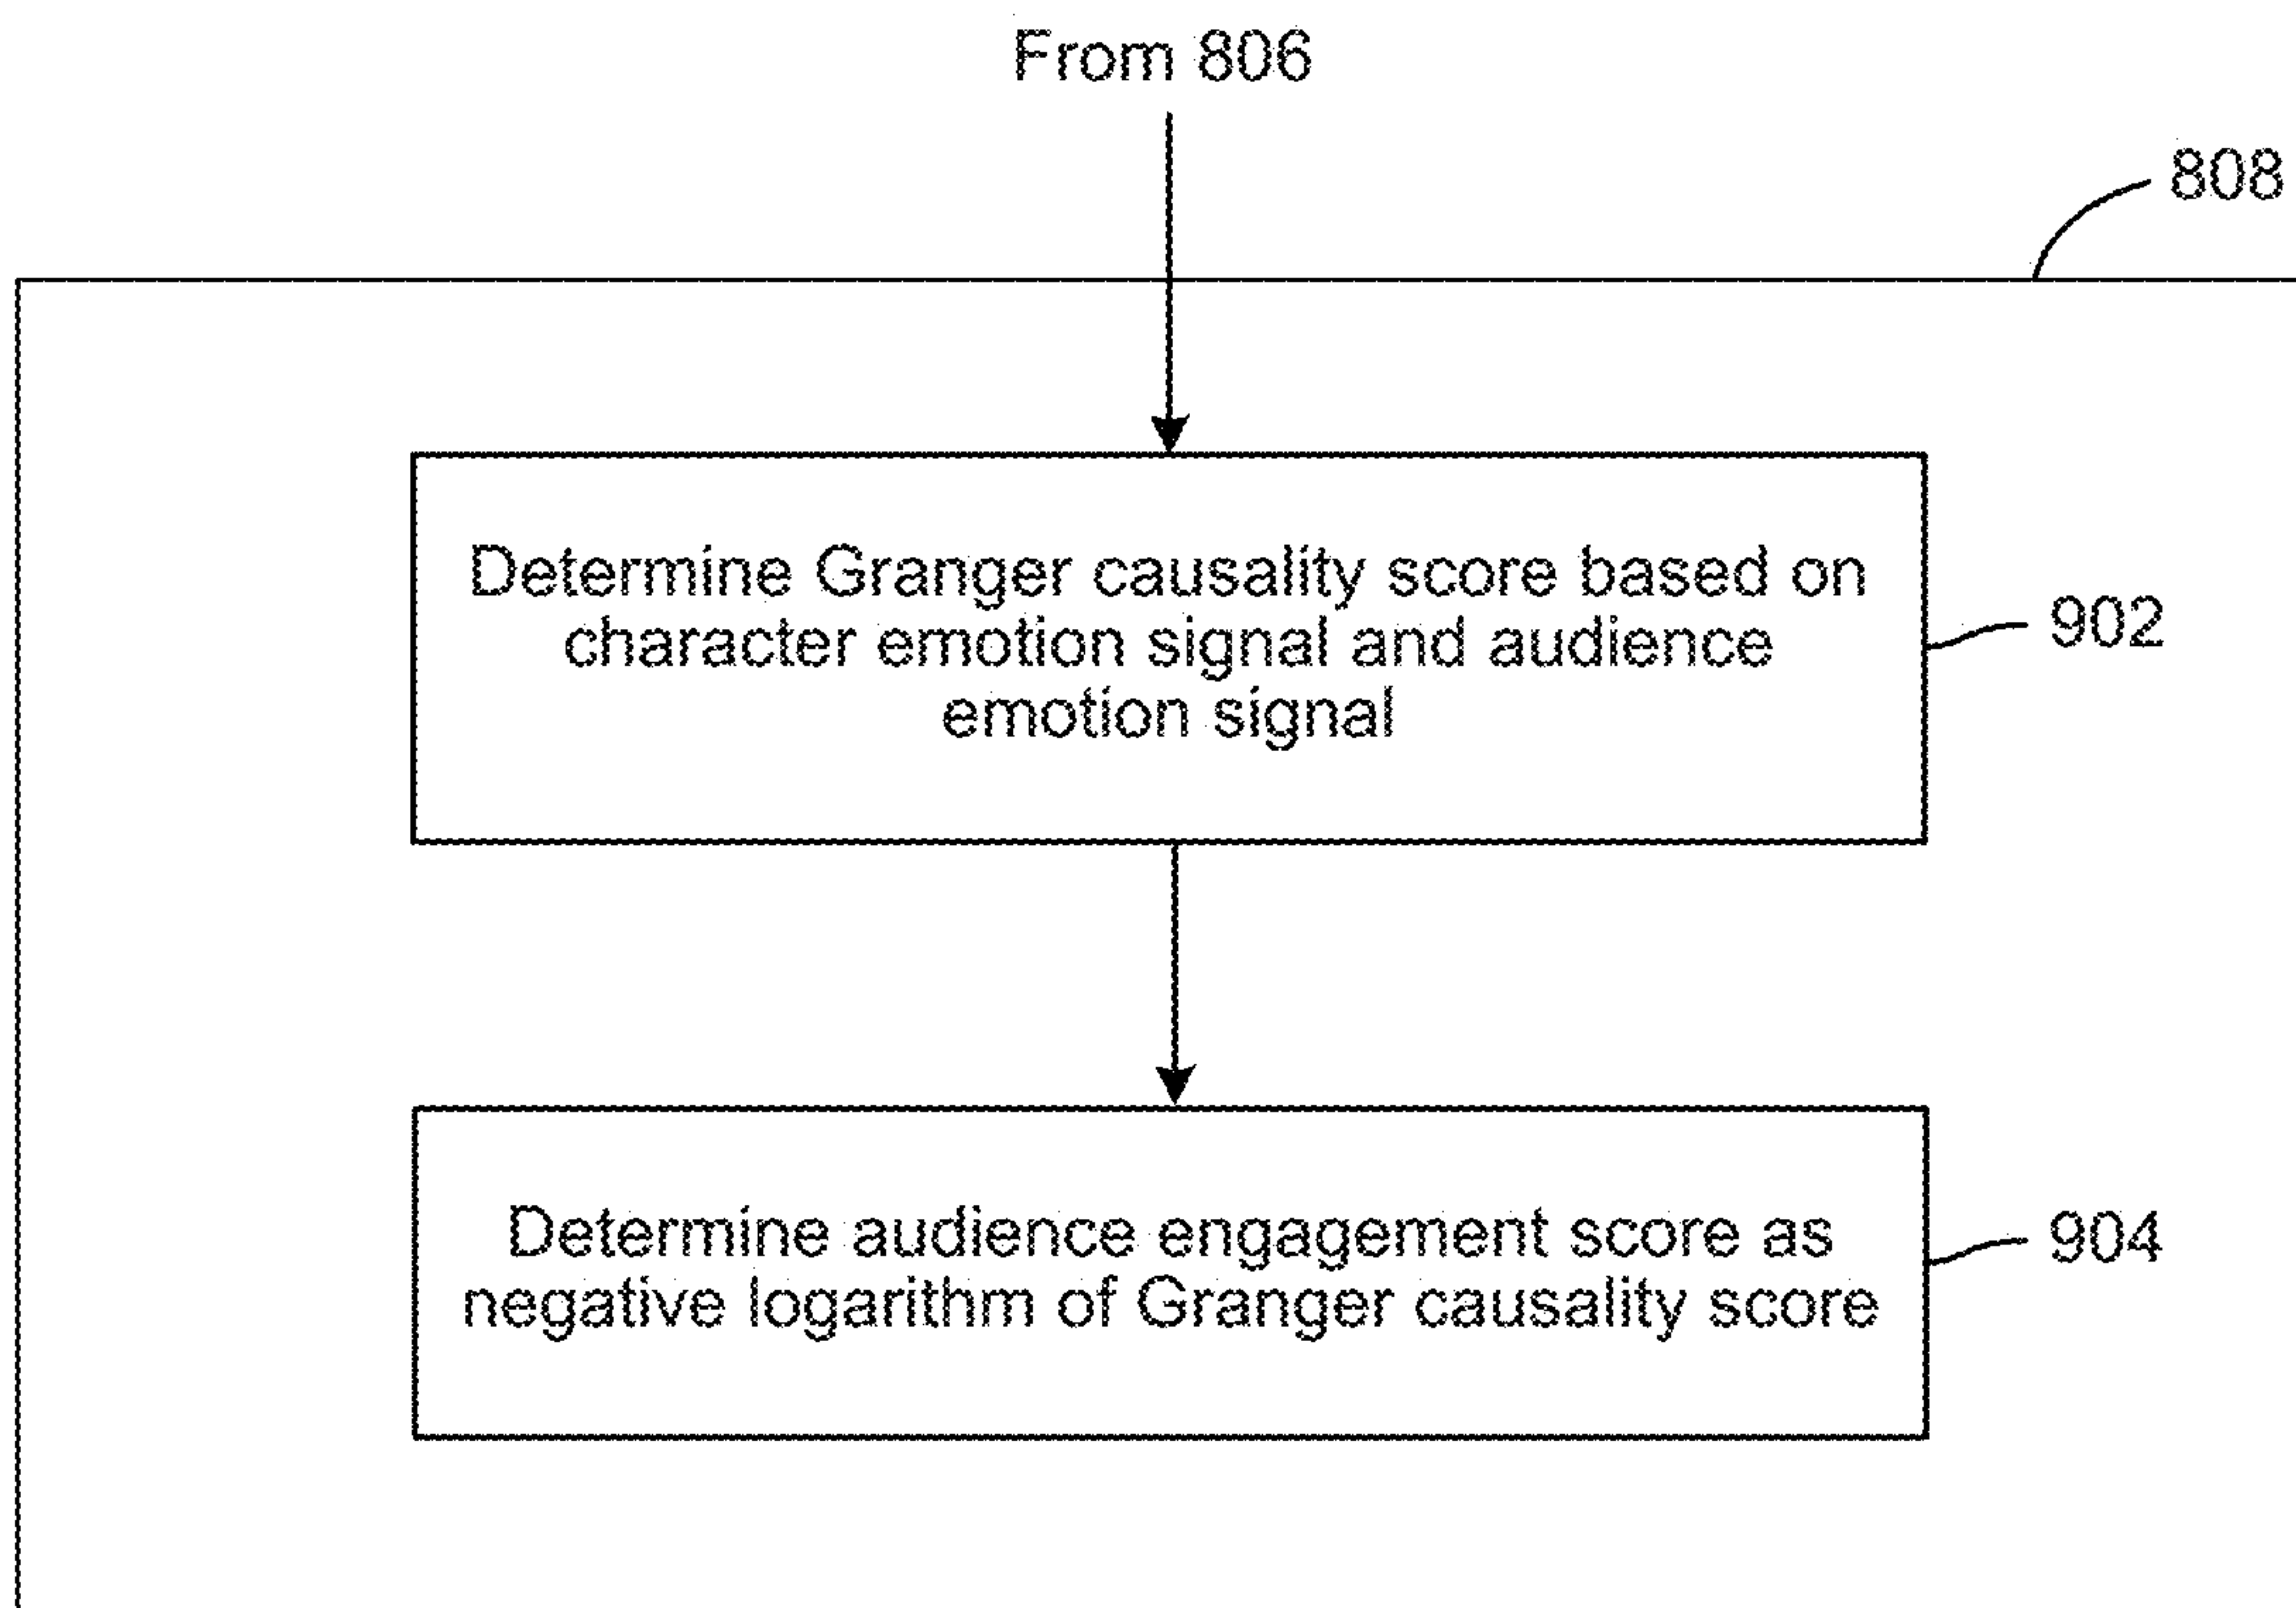 From 806
808
Determine Granger causality score based on
character emotion signal and audience
emotion signal
902
Determine audience engagement score as
negative logarithm of Granger causality score
904